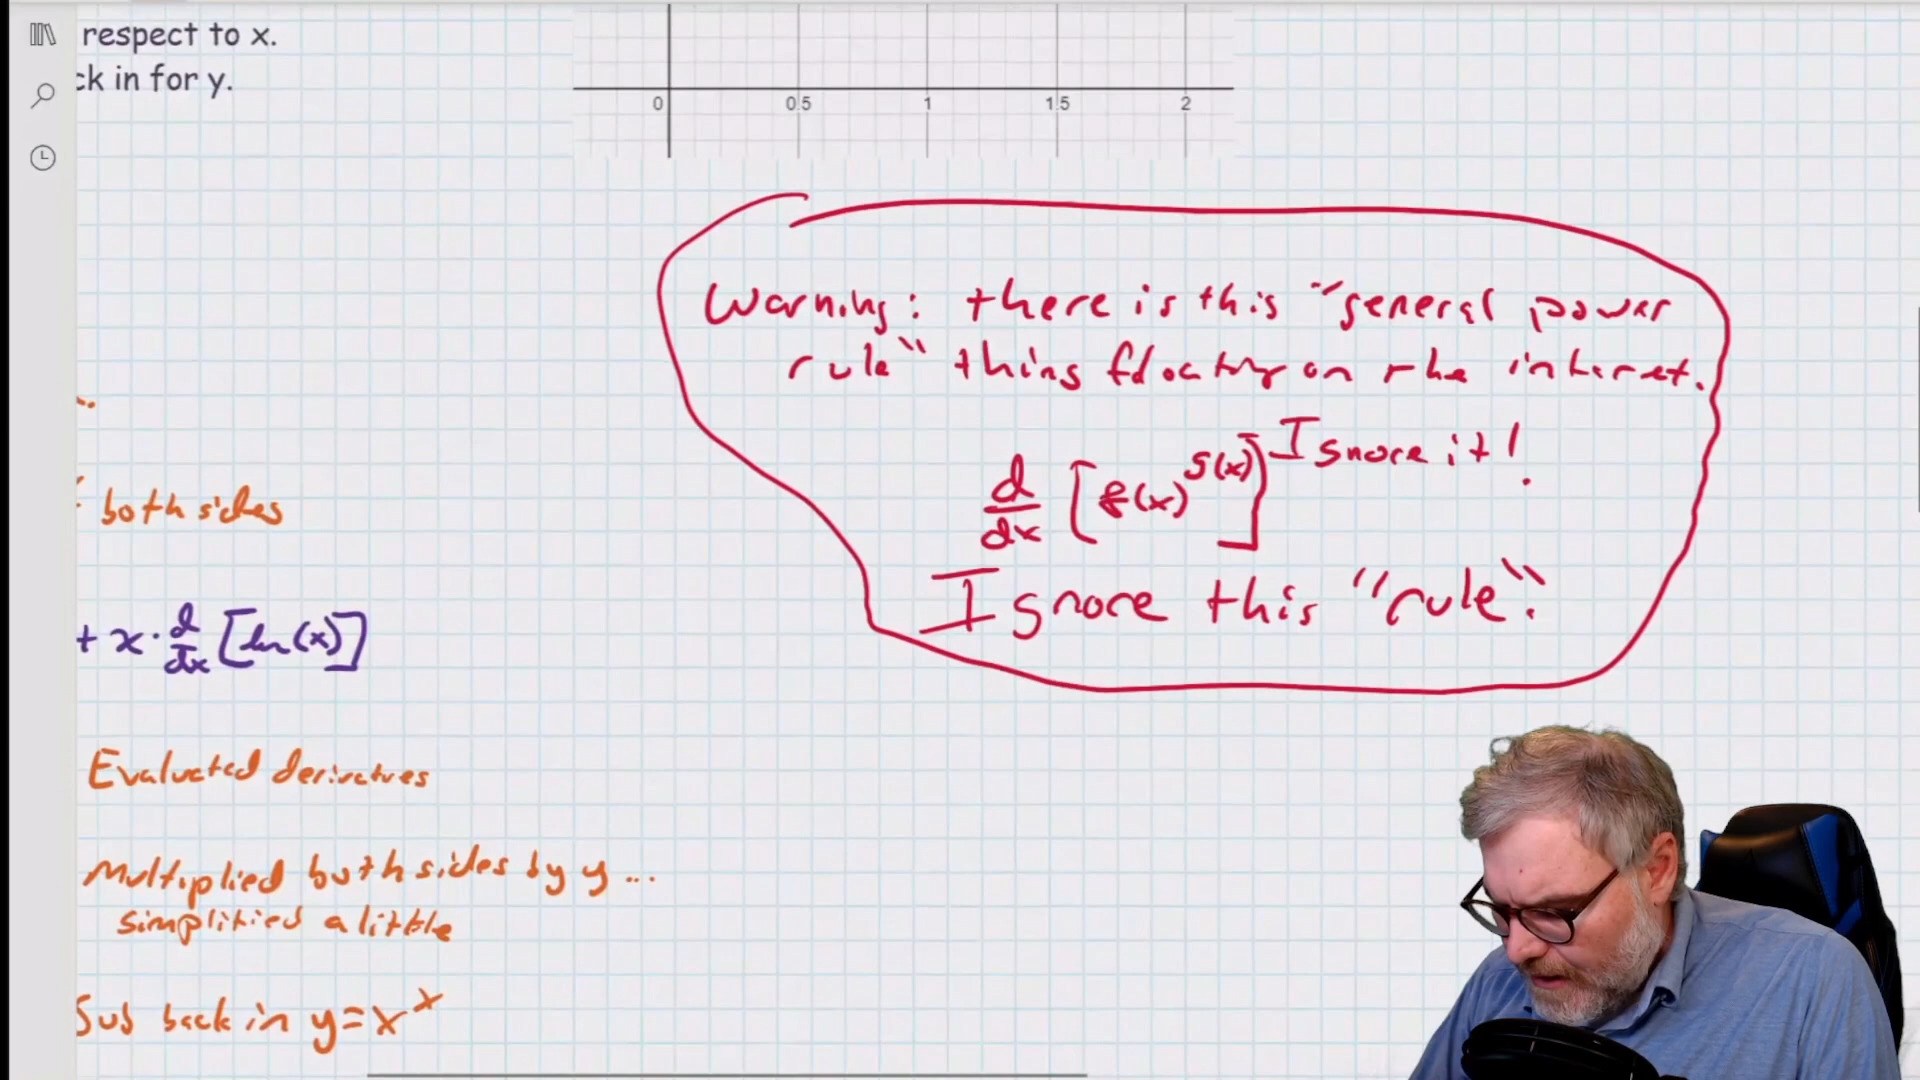 respect to x.
ck in for y.
0 0.5 1 1.5 2
Warning: there is this "general power
rule" thing floating on the internet.
Ignore it!
d/dx [f(x)^g(x)]
Ignore this "rule".
both sides
+ x · d/dx [ln(x)]
Evaluated derivatives
Multiplied both sides by y ...
simplified a little
Sub back in y = x^x